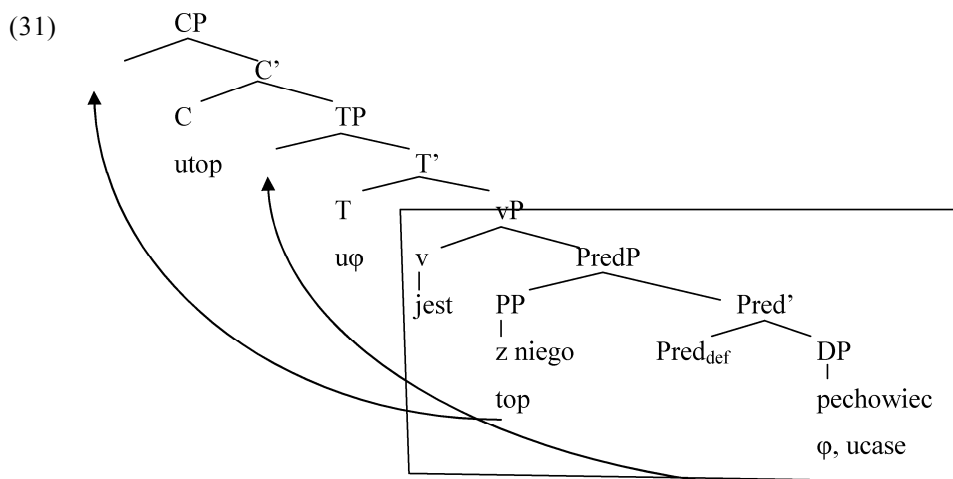 (31) CP
C'
C TP
utop T'
T vP
uφ v PredP
jest PP Pred'
z niego Pred_def DP
top pechowiec
φ, ucase